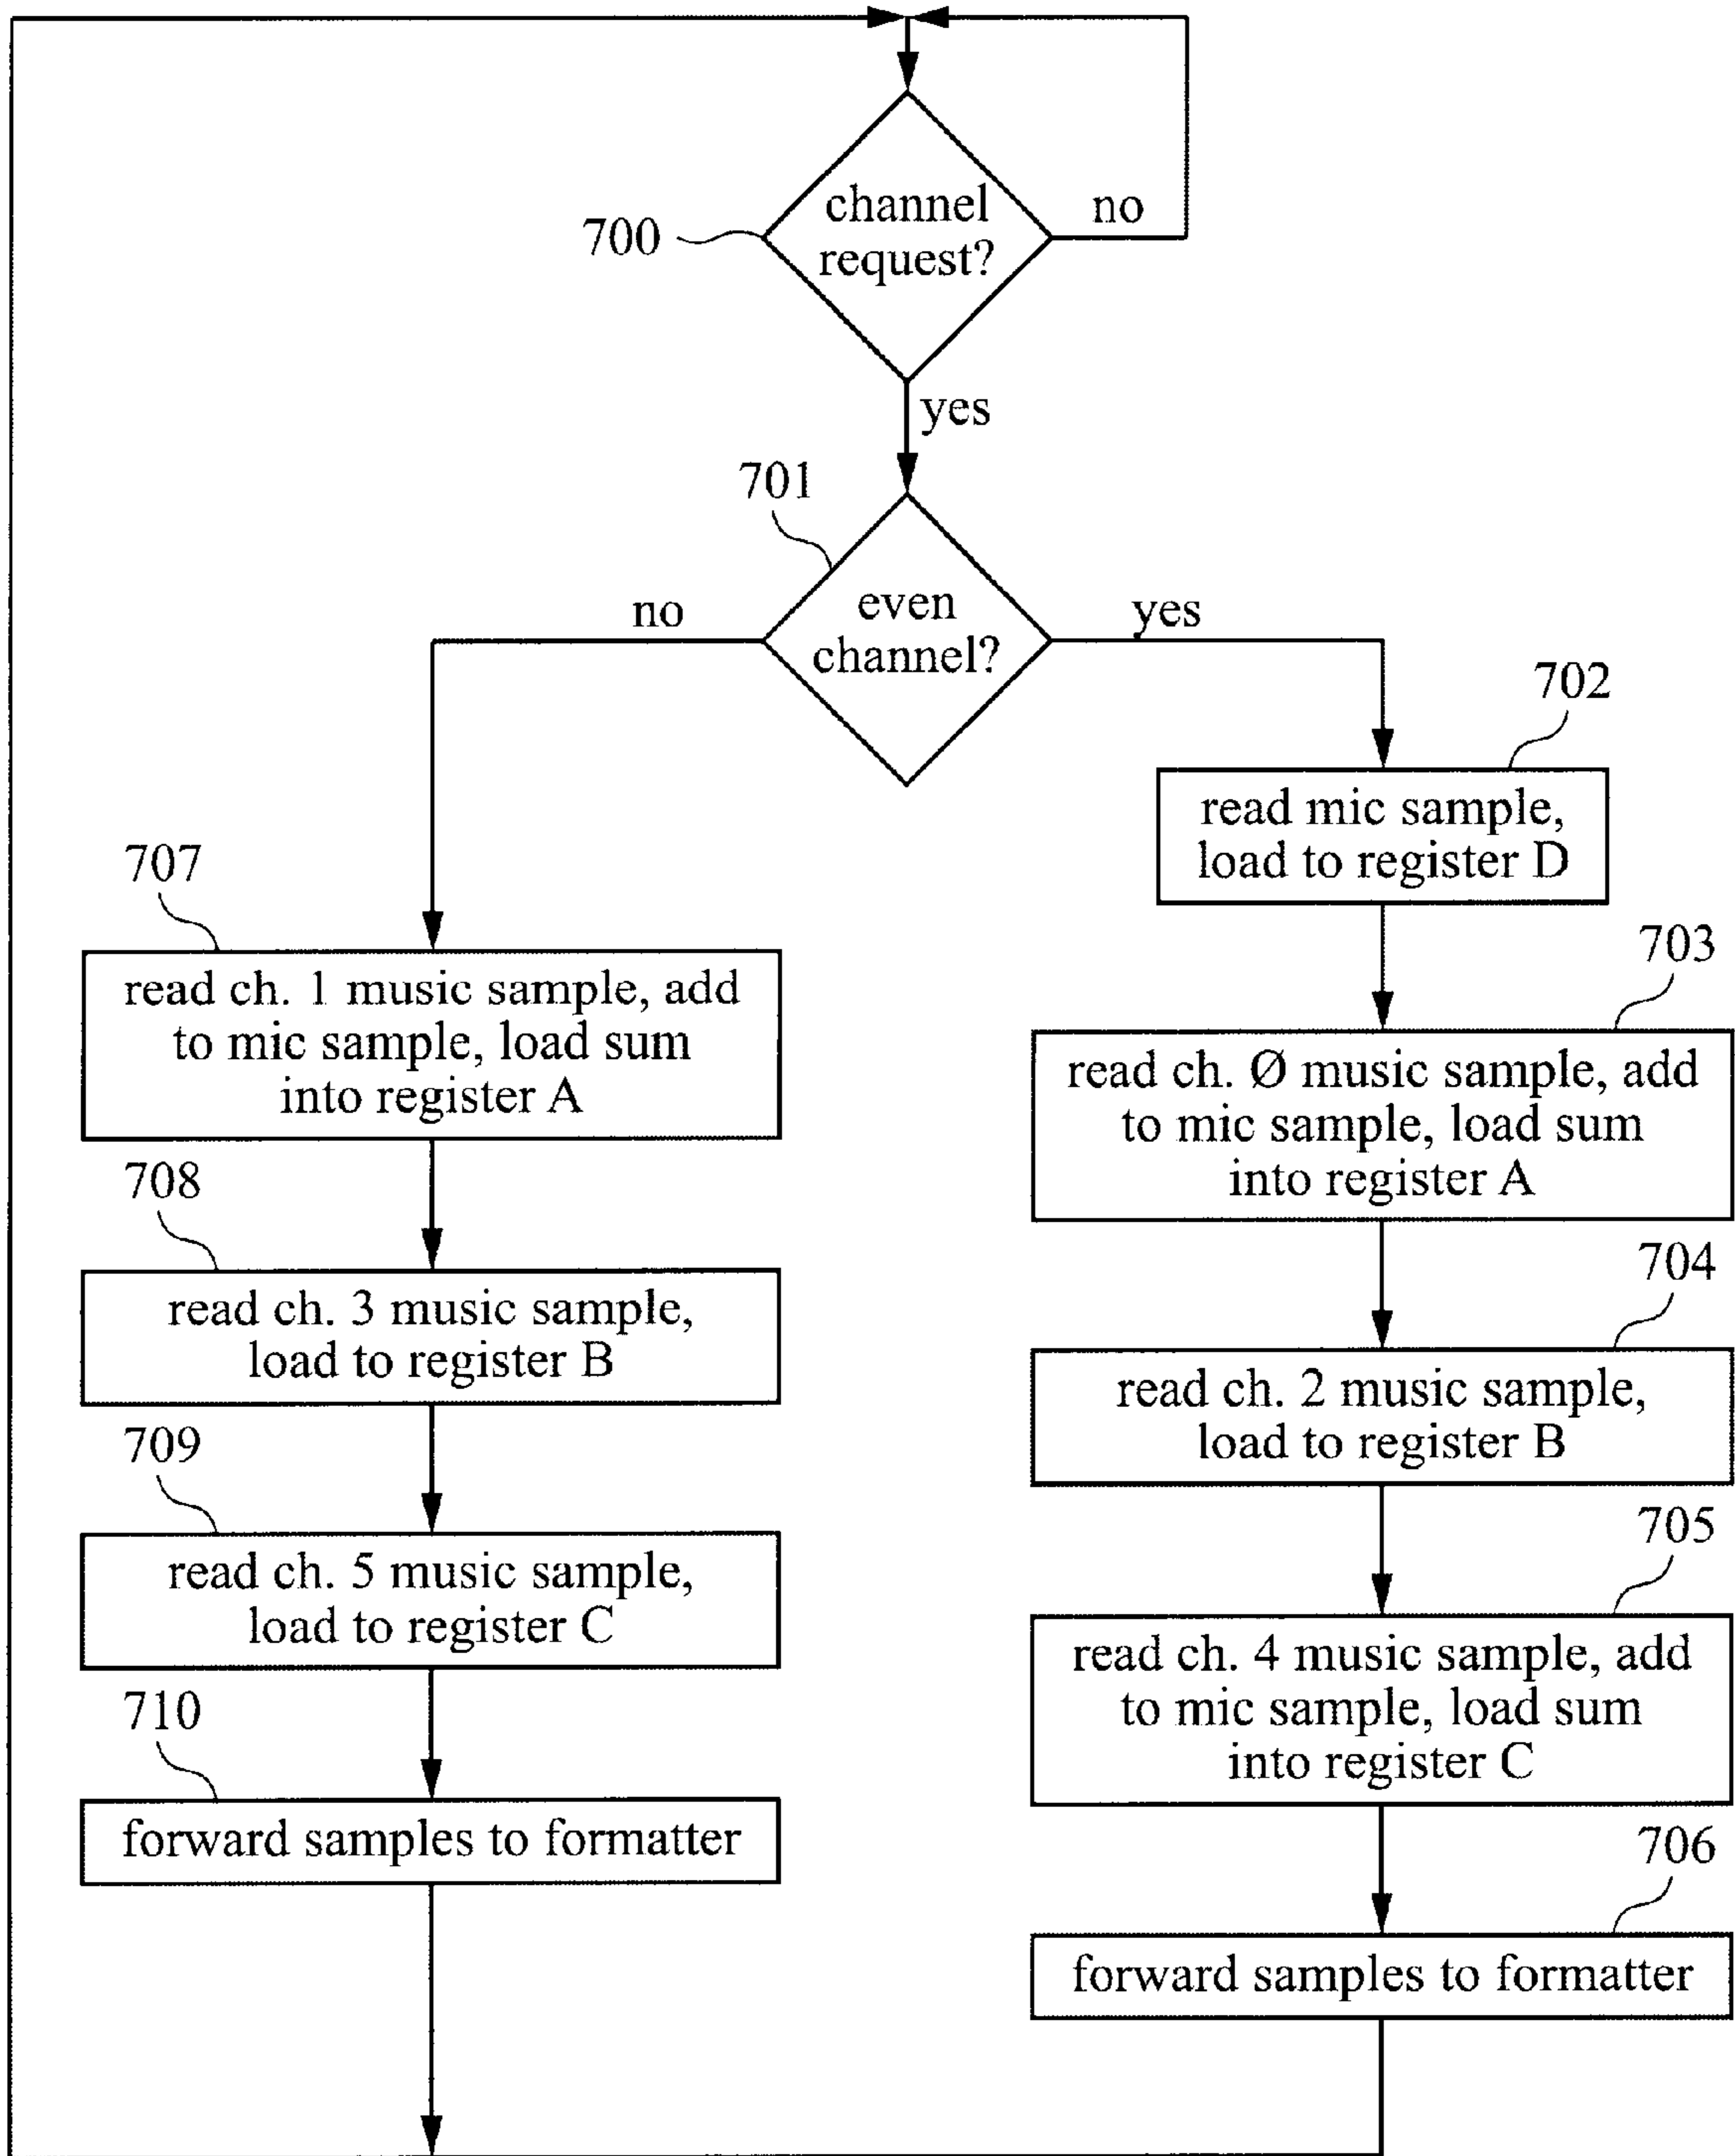 channel
request?
700
no
yes
701
even
channel?
no
yes
702
read mic sample,
load to register D
703
read ch. Ø music sample, add
to mic sample, load sum
into register A
704
read ch. 2 music sample,
load to register B
705
read ch. 4 music sample, add
to mic sample, load sum
into register C
706
forward samples to formatter
707
read ch. 1 music sample, add
to mic sample, load sum
into register A
708
read ch. 3 music sample,
load to register B
709
read ch. 5 music sample,
load to register C
710
forward samples to formatter